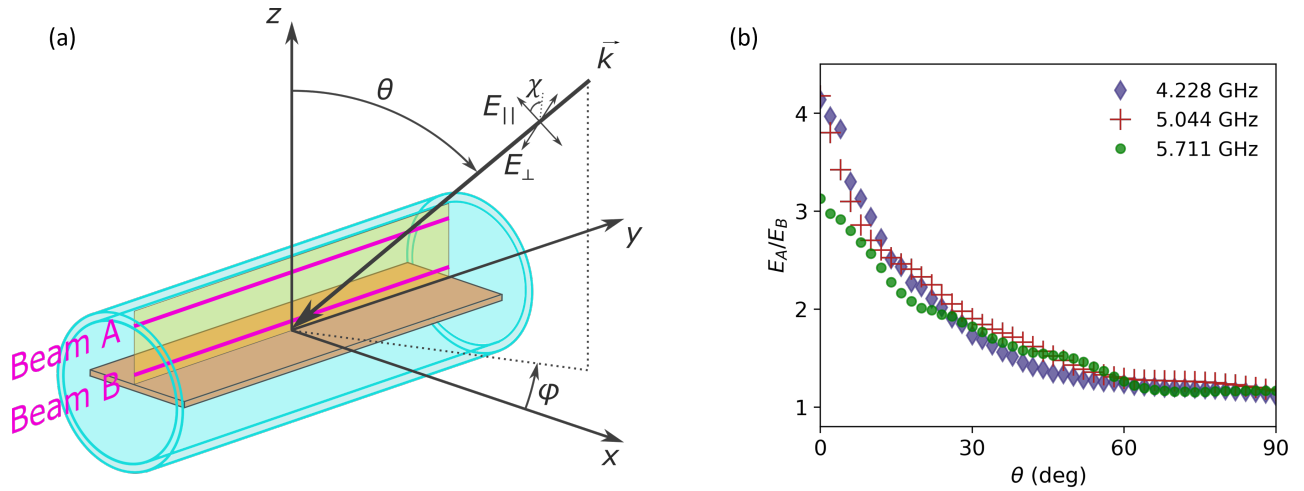 (a)
z
θ
k
χ
E||
E⊥
y
Beam A
Beam B
φ
x
(b)
E_A/E_B
4
3
2
1
4.228 GHz
5.044 GHz
5.711 GHz
0
30
60
90
θ (deg)